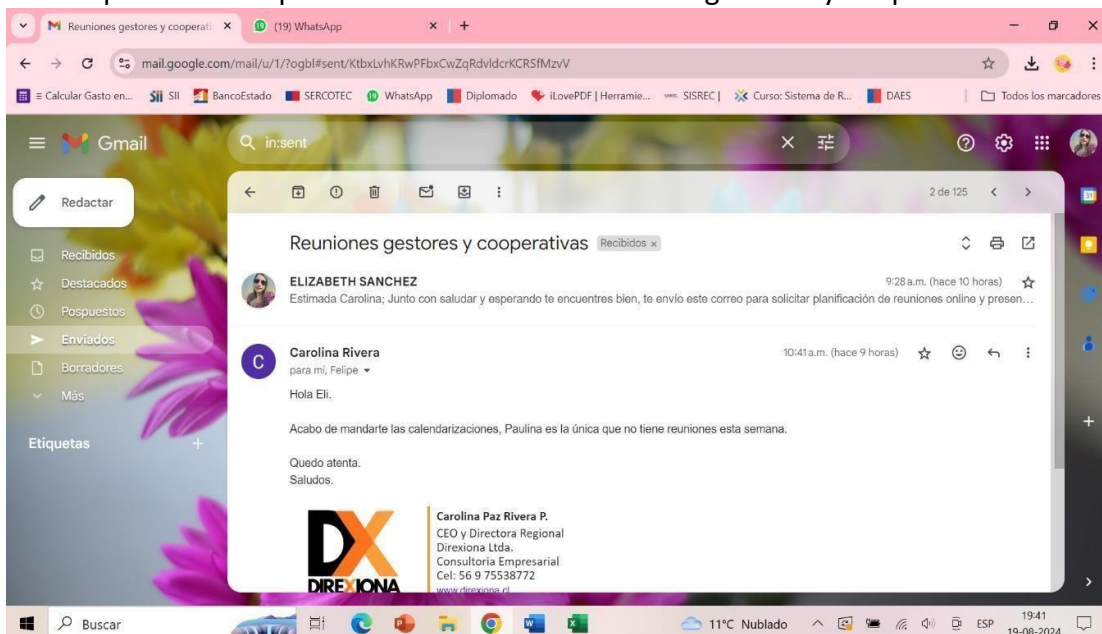 Reuniones gestores y cooperati
(19) WhatsApp
mail.google.com/mail/u/1/?ogbl#sent/KtbxLvhKRwPFbxCwZqRdvldcrKCRSfMzvV
≡ Calcular Gasto en... SII BancoEstado SERCOTEC WhatsApp Diplomado iLovePDF | Herramie... SISREC | Curso: Sistema de R... DAES Todos los marcadores
Gmail
in:sent
Redactar
2 de 125
Recibidos
Destacados
Pospuestos
Enviados
Borradores
Más
Etiquetas
Reuniones gestores y cooperativas Recibidos x
ELIZABETH SANCHEZ 9:28 a.m. (hace 10 horas)
Estimada Carolina; Junto con saludar y esperando te encuentres bien, te envío este correo para solicitar planificación de reuniones online y presen...
C
Carolina Rivera 10:41 a.m. (hace 9 horas)
para mí, Felipe
Hola Eli.
Acabo de mandarte las calendarizaciones, Paulina es la única que no tiene reuniones esta semana.
Quedo atenta.
Saludos.
DX
DIREXIONA
Carolina Paz Rivera P.
CEO y Directora Regional
Direxiona Ltda.
Consultoria Empresarial
Cel: 56 9 75538772
www.direxiona.cl
31
Buscar
11°C Nublado
ESP
19:41
19-08-2024